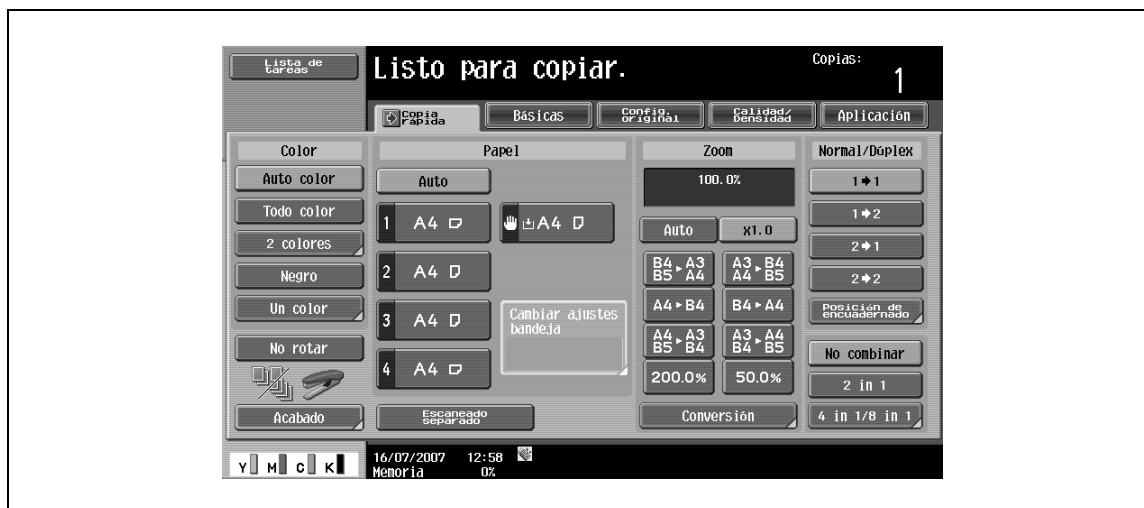 Lista de
tareas
Listo para copiar.
Copias:
1
Copia
rápida
Básicas
Config.
original
Calidad/
Densidad
Aplicación
Color
Auto color
Todo color
2 colores
Negro
Un color
No rotar
Acabado
Papel
Auto
1 A4
A4
2 A4
3 A4
4 A4
Cambiar ajustes
bandeja
Escaneado
separado
Zoom
100.0%
Auto
x1.0
B4 ▸ A3
B5 ▸ A4
A3 ▸ B4
A4 ▸ B5
A4 ▸ B4
B4 ▸ A4
A4 ▸ A3
B5 ▸ B4
A3 ▸ A4
B4 ▸ B5
200.0%
50.0%
Conversión
Normal/Dúplex
1 → 1
1 → 2
2 → 1
2 → 2
Posición de
encuadernado
No combinar
2 in 1
4 in 1/8 in 1
Y M C K
16/07/2007 12:58
Memoria 0%